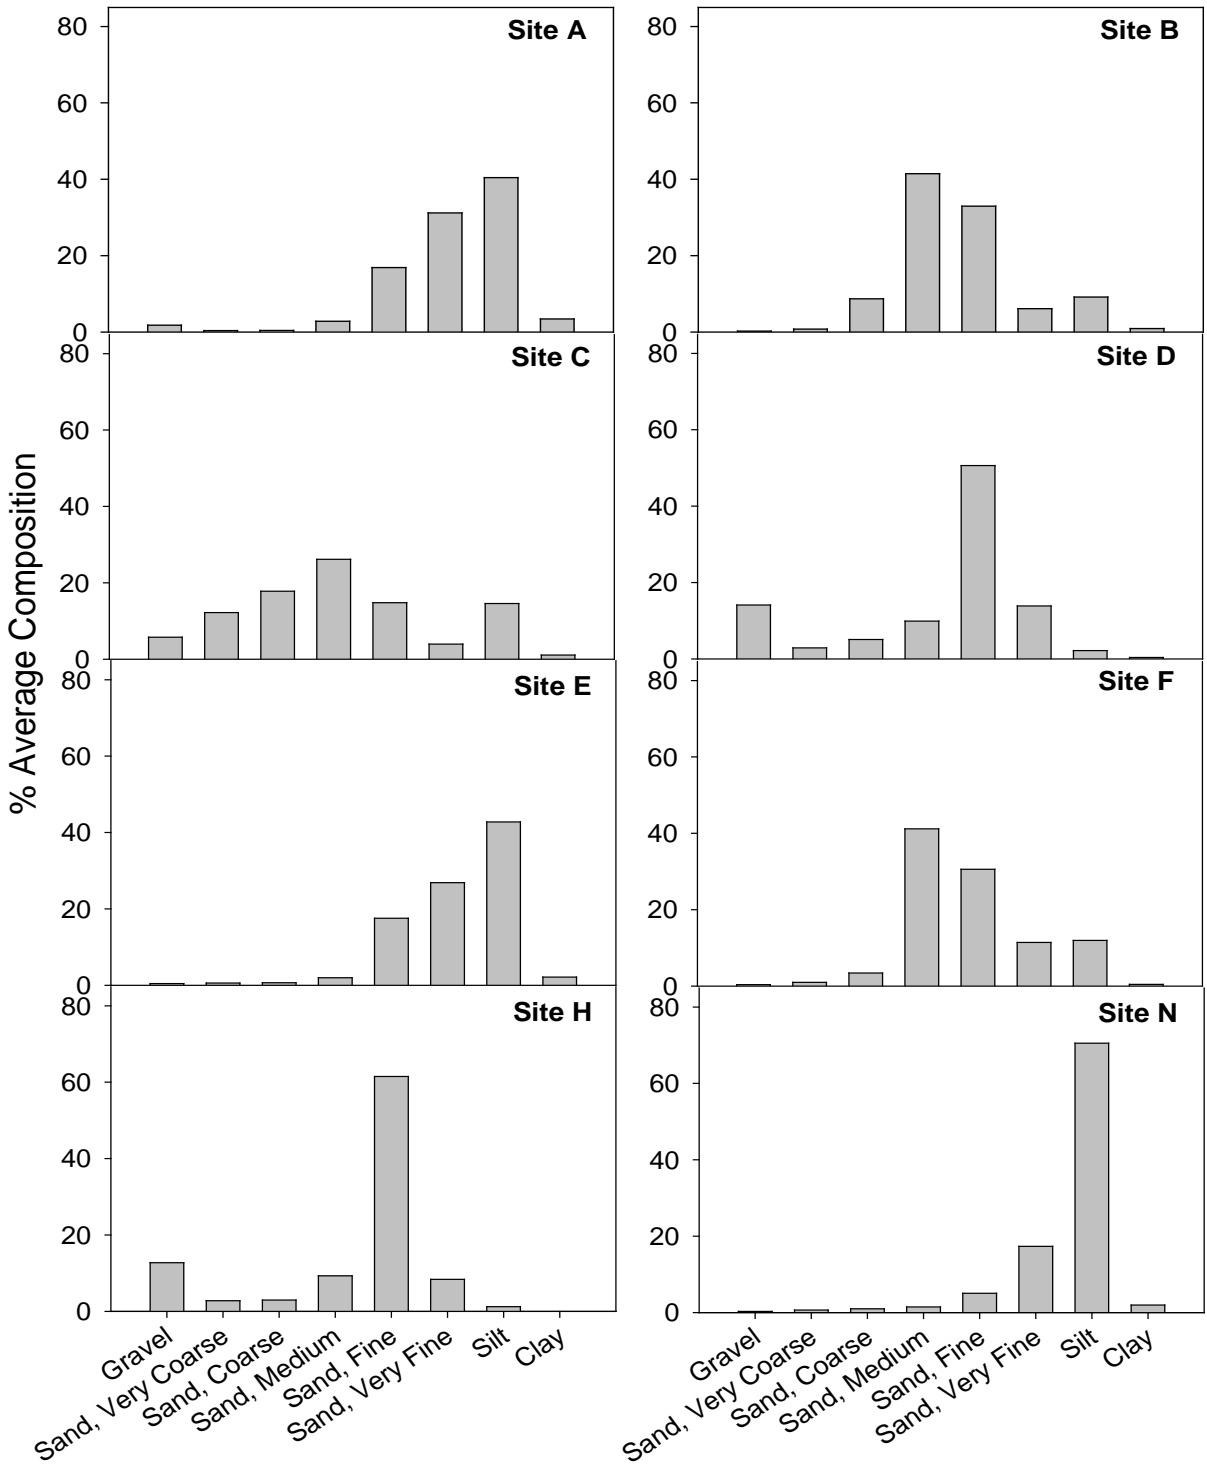 % Average Composition
Site A
80
60
40
20
0
Site B
80
60
40
20
0
Site C
80
60
40
20
0
Site D
80
60
40
20
0
Site E
80
60
40
20
0
Site F
80
60
40
20
0
Site H
80
60
40
20
0
Site N
80
60
40
20
0
Gravel
Sand, Very Coarse
Sand, Coarse
Sand, Medium
Sand, Fine
Sand, Very Fine
Silt
Clay
Gravel
Sand, Very Coarse
Sand, Coarse
Sand, Medium
Sand, Fine
Sand, Very Fine
Silt
Clay